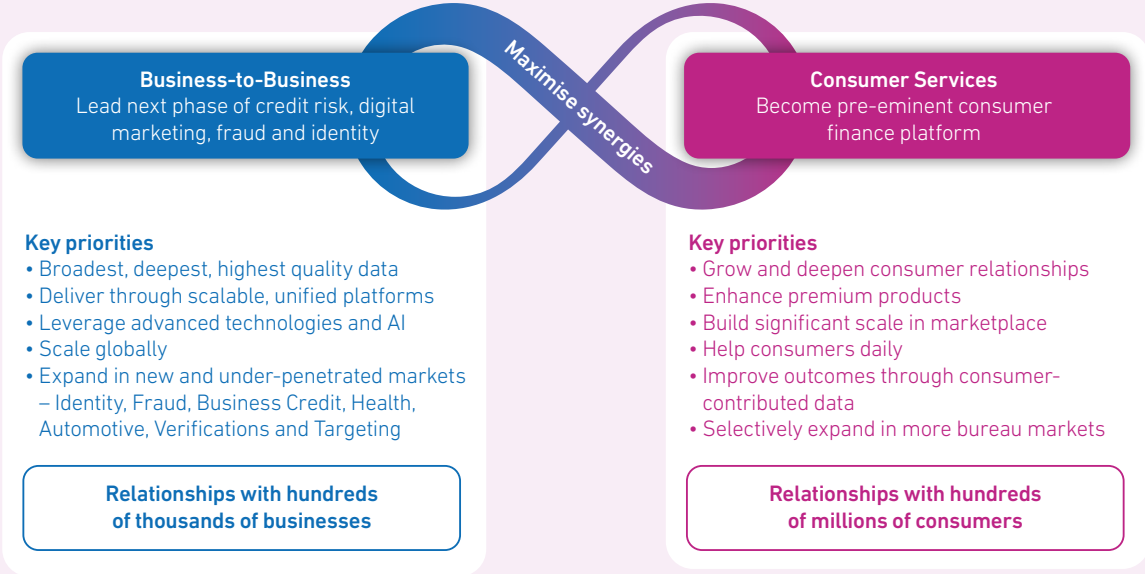 Business-to-Business
Lead next phase of credit risk, digital
marketing, fraud and identity
Maximise synergies
Consumer Services
Become pre-eminent consumer
finance platform
Key priorities
• Broadest, deepest, highest quality data
• Deliver through scalable, unified platforms
• Leverage advanced technologies and AI
• Scale globally
• Expand in new and under-penetrated markets
– Identity, Fraud, Business Credit, Health,
Automotive, Verifications and Targeting
Relationships with hundreds
of thousands of businesses
Key priorities
• Grow and deepen consumer relationships
• Enhance premium products
• Build significant scale in marketplace
• Help consumers daily
• Improve outcomes through consumer-
contributed data
• Selectively expand in more bureau markets
Relationships with hundreds
of millions of consumers